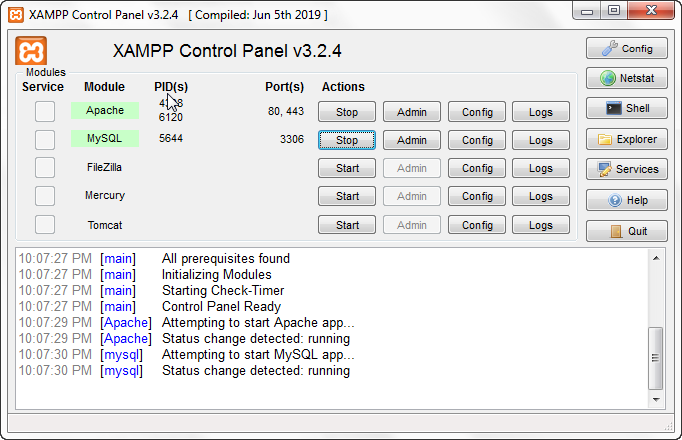 XAMPP Control Panel v3.2.4 [ Compiled: Jun 5th 2019 ]
XAMPP Control Panel v3.2.4
Config
Modules
Service Module PID(s) Port(s) Actions
Netstat
Apache
6120 80, 443 Stop Admin Config Logs
Shell
MySQL 5644 3306 Stop Admin Config Logs
Explorer
FileZilla Start Admin Config Logs
Services
Mercury Start Admin Config Logs
Help
Tomcat Start Admin Config Logs
Quit
10:07:27 PM [main] All prerequisites found
10:07:27 PM [main] Initializing Modules
10:07:27 PM [main] Starting Check-Timer
10:07:27 PM [main] Control Panel Ready
10:07:29 PM [Apache] Attempting to start Apache app...
10:07:29 PM [Apache] Status change detected: running
10:07:30 PM [mysql] Attempting to start MySQL app...
10:07:30 PM [mysql] Status change detected: running